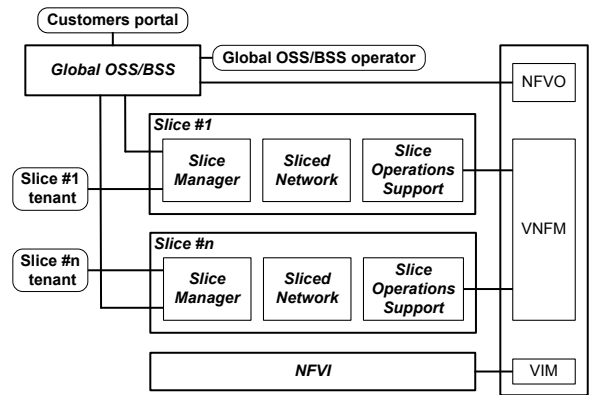 Customers portal
Global OSS/BSS
Global OSS/BSS operator
NFVO
Slice #1
Slice
Manager
Sliced
Network
Slice
Operations
Support
Slice #1
tenant
VNFM
Slice #n
Slice
Manager
Sliced
Network
Slice
Operations
Support
Slice #n
tenant
NFVI
VIM